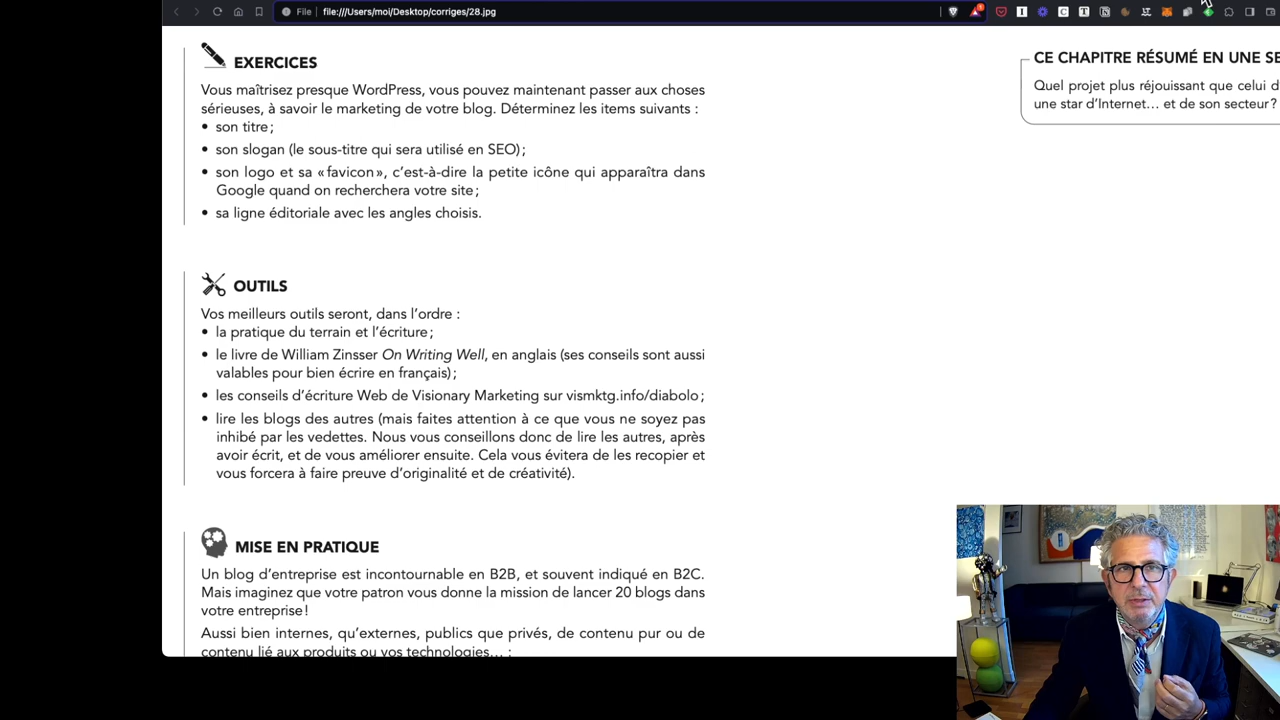 File
file:///Users/moi/Desktop/corriges/28.jpg
EXERCICES
Vous maîtrisez presque WordPress, vous pouvez maintenant passer aux choses
sérieuses, à savoir le marketing de votre blog. Déterminez les items suivants :
• son titre ;
• son slogan (le sous-titre qui sera utilisé en SEO) ;
• son logo et sa « favicon », c’est-à-dire la petite icône qui apparaîtra dans
Google quand on recherchera votre site ;
• sa ligne éditoriale avec les angles choisis.
OUTILS
Vos meilleurs outils seront, dans l’ordre :
• la pratique du terrain et l’écriture ;
• le livre de William Zinsser On Writing Well, en anglais (ses conseils sont aussi
valables pour bien écrire en français) ;
• les conseils d’écriture Web de Visionary Marketing sur vismktg.info/diabolo ;
• lire les blogs des autres (mais faites attention à ce que vous ne soyez pas
inhibé par les vedettes. Nous vous conseillons donc de lire les autres, après
avoir écrit, et de vous améliorer ensuite. Cela vous évitera de les recopier et
vous forcera à faire preuve d’originalité et de créativité).
MISE EN PRATIQUE
Un blog d’entreprise est incontournable en B2B, et souvent indiqué en B2C.
Mais imaginez que votre patron vous donne la mission de lancer 20 blogs dans
votre entreprise !
Aussi bien internes, qu’externes, publics que privés, de contenu pur ou de
contenu lié aux produits ou vos technologies… :
CE CHAPITRE RÉSUMÉ EN UNE SE
Quel projet plus réjouissant que celui d
une star d’Internet… et de son secteur ?